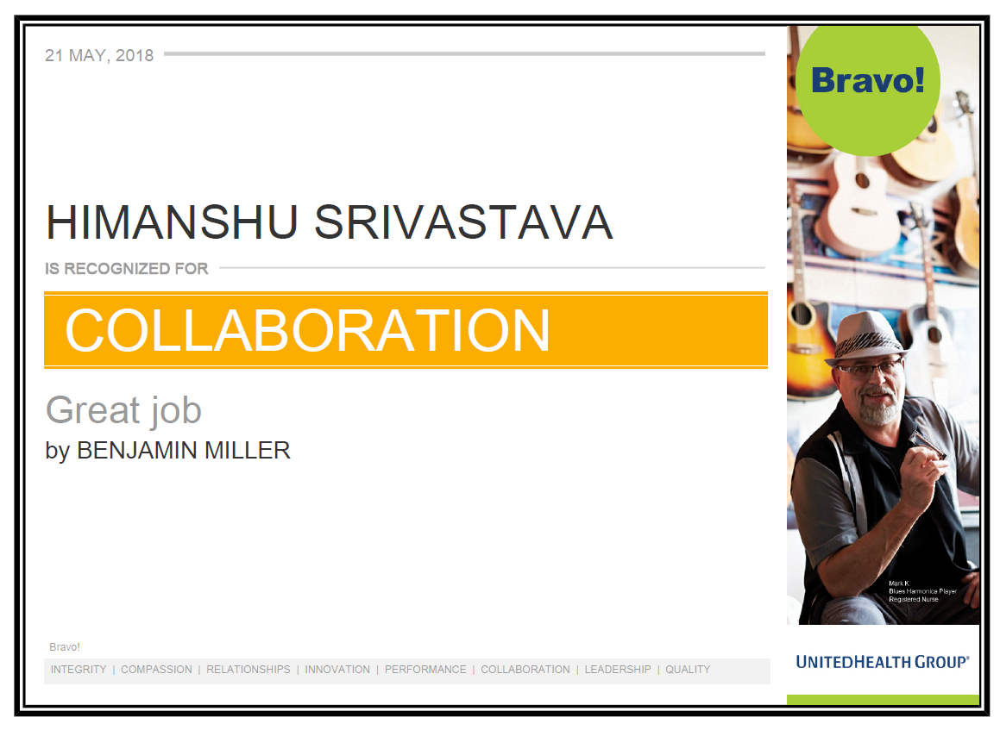 21 MAY, 2018
Bravo!
HIMANSHU SRIVASTAVA
IS RECOGNIZED FOR
COLLABORATION
Great job
by BENJAMIN MILLER
Mark K.
Blues Harmonica Player
Registered Nurse
Bravo!
INTEGRITY | COMPASSION | RELATIONSHIPS | INNOVATION | PERFORMANCE | COLLABORATION | LEADERSHIP | QUALITY
UNITEDHEALTH GROUP®